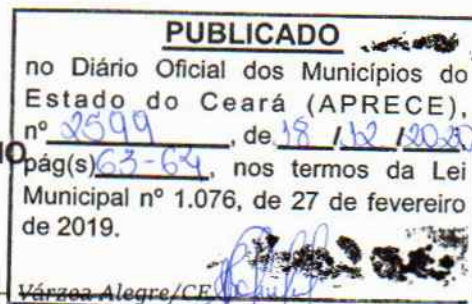 PUBLICADO
no Diário Oficial dos Municípios do
Estado do Ceará (APRECE),
nº 2599, de 18 / 12 / 2020
pág(s) 63-64, nos termos da Lei
Municipal nº 1.076, de 27 de fevereiro
de 2019.
Várzea Alegre/CE